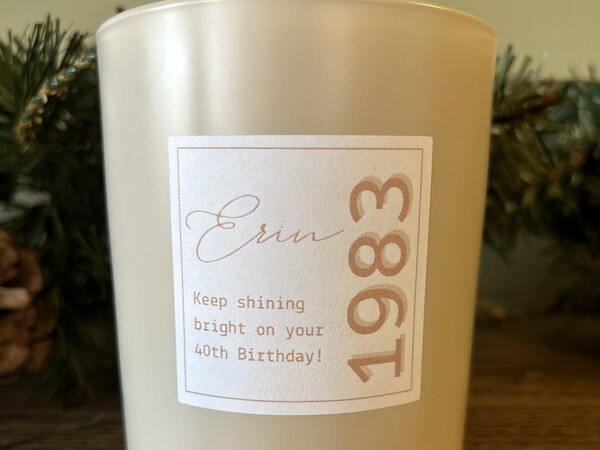 Erin
Keep shining
bright on your
40th Birthday!
1983